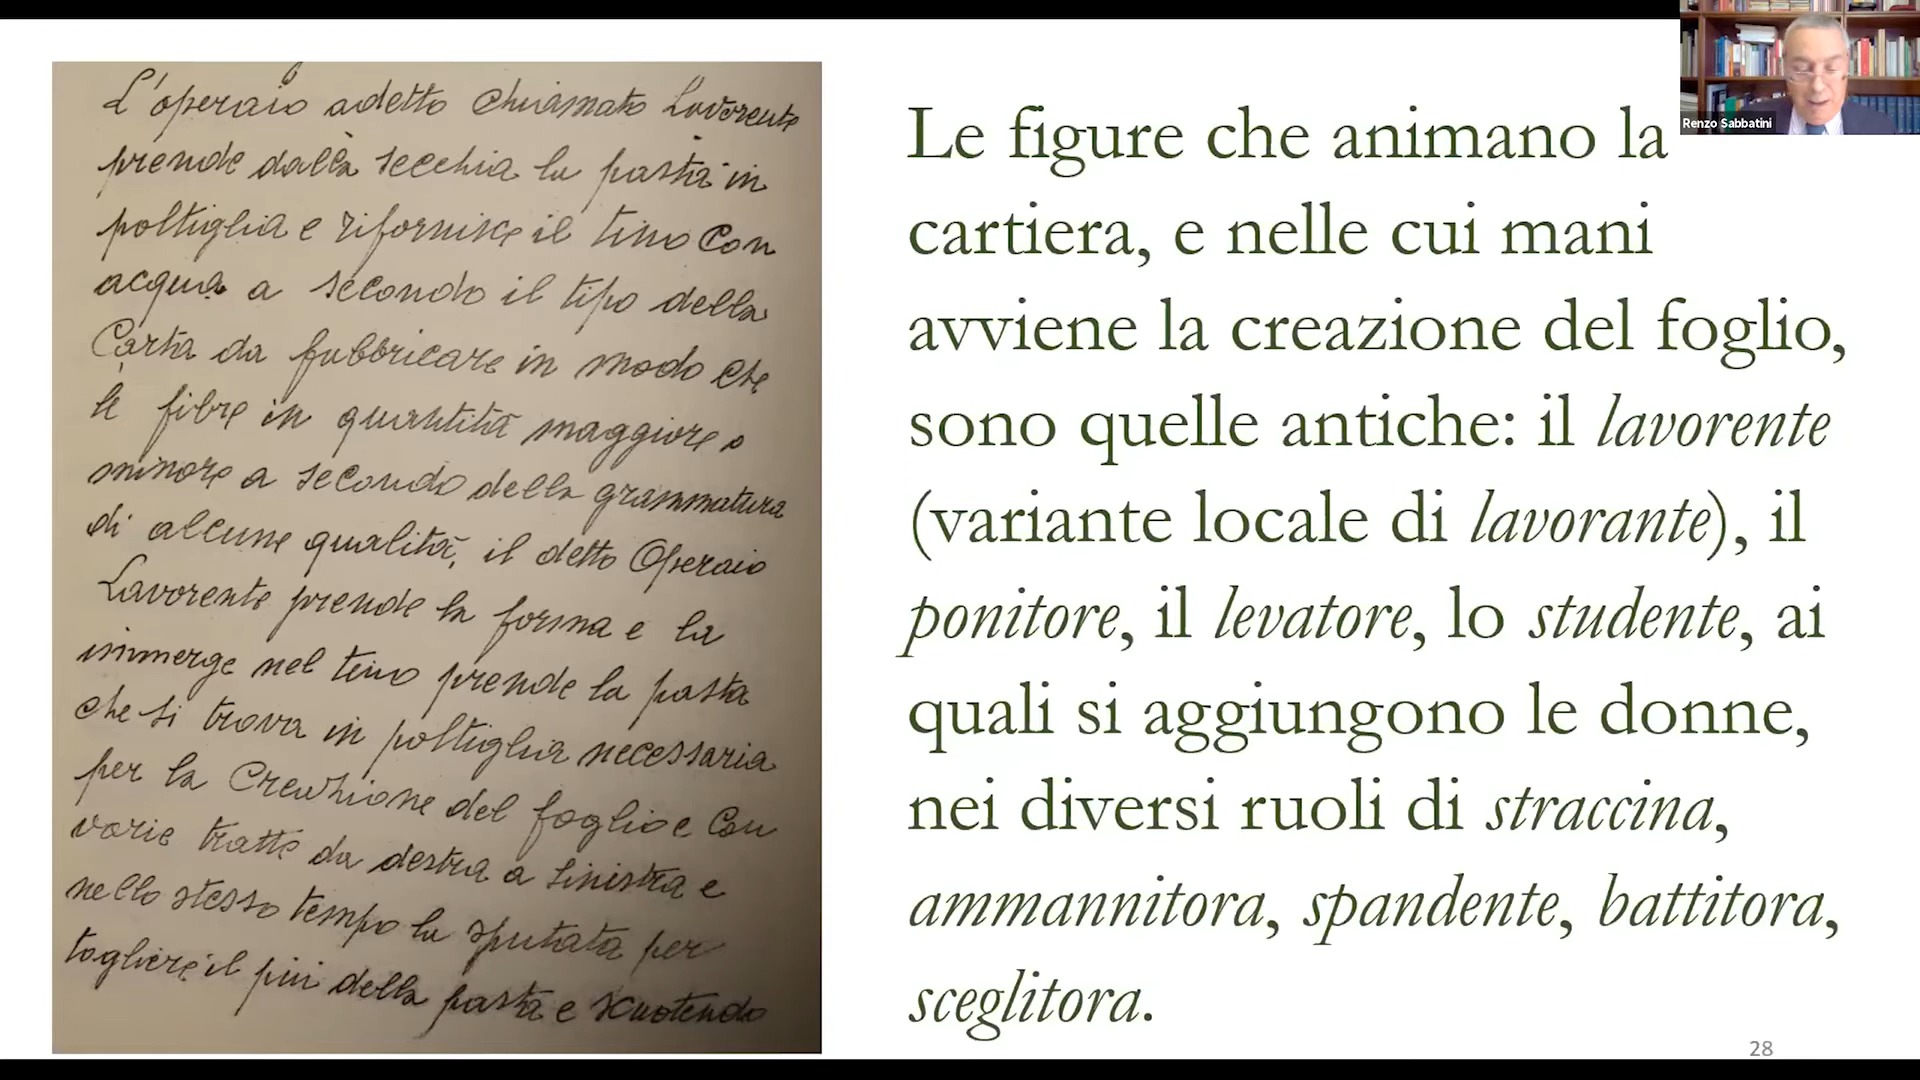 L'operaio adetto chiamato Lavorente
prende dalla secchia la pasta in
poltiglia e rifornisce il tino con
acqua a secondo il tipo della
Carta da fabbricare in modo che
le fibre in quantità maggiore o
minore a secondo della grammatura
di alcune qualità, il detto Operaio
Lavorente prende la forma e la
immerge nel tino prende la pasta
che si trova in poltiglia necessaria
per la Creazione del foglio e Con
varie tratte da destra a sinistra e
nello stesso tempo la sputata per
togliere il più della pasta e scuotendo
Le figure che animano la
cartiera, e nelle cui mani
avviene la creazione del foglio,
sono quelle antiche: il lavorente
(variante locale di lavorante), il
ponitore, il levatore, lo studente, ai
quali si aggiungono le donne,
nei diversi ruoli di straccina,
ammannitora, spandente, battitora,
sceglitora.
Renzo Sabbatini
28